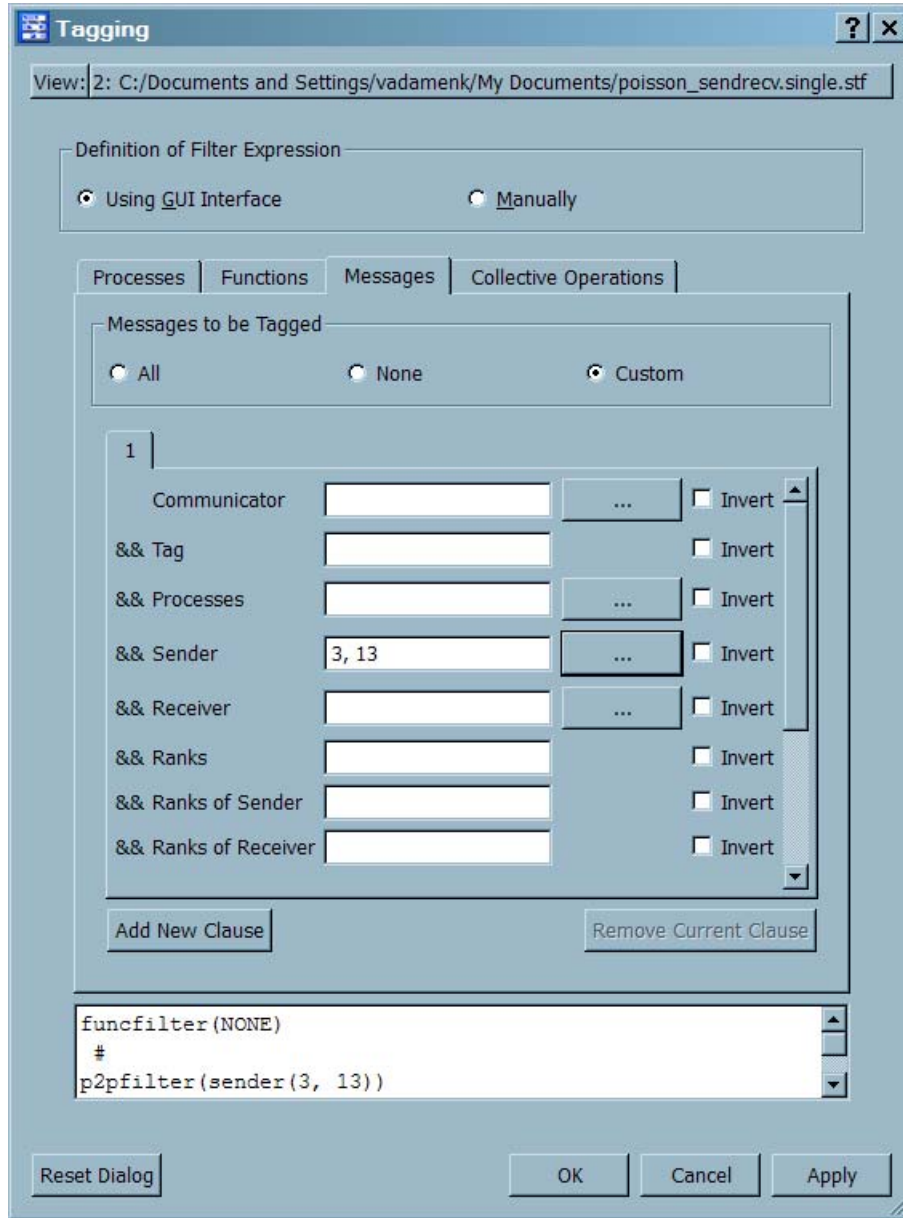 Tagging
View: 2: C:/Documents and Settings/vadamenk/My Documents/poisson_sendrecv.single.stf
Definition of Filter Expression
Using GUI Interface Manually
Processes Functions Messages Collective Operations
Messages to be Tagged
All None Custom
1
Communicator ... Invert
&& Tag Invert
&& Processes ... Invert
&& Sender 3, 13 ... Invert
&& Receiver ... Invert
&& Ranks Invert
&& Ranks of Sender Invert
&& Ranks of Receiver Invert
Add New Clause Remove Current Clause
funcfilter(NONE)
#
p2pfilter(sender(3, 13))
Reset Dialog OK Cancel Apply